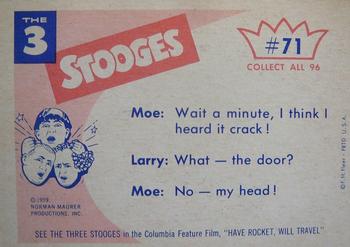 THE
3
STOOGES
#71
COLLECT ALL 96
Moe: Wait a minute, I think I
heard it crack!
Larry: What — the door?
Moe: No — my head!
© 1959
NORMAN MAURER
PRODUCTIONS, INC.
SEE THE THREE STOOGES in the Columbia Feature Film, "HAVE ROCKET, WILL TRAVEL"
© F.H. Fleer · PRTD U.S.A.